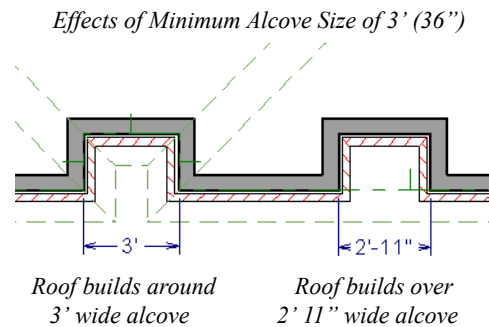 Effects of Minimum Alcove Size of 3’ (36”)
3'
2'-11"
Roof builds around
3’ wide alcove
Roof builds over
2’ 11” wide alcove